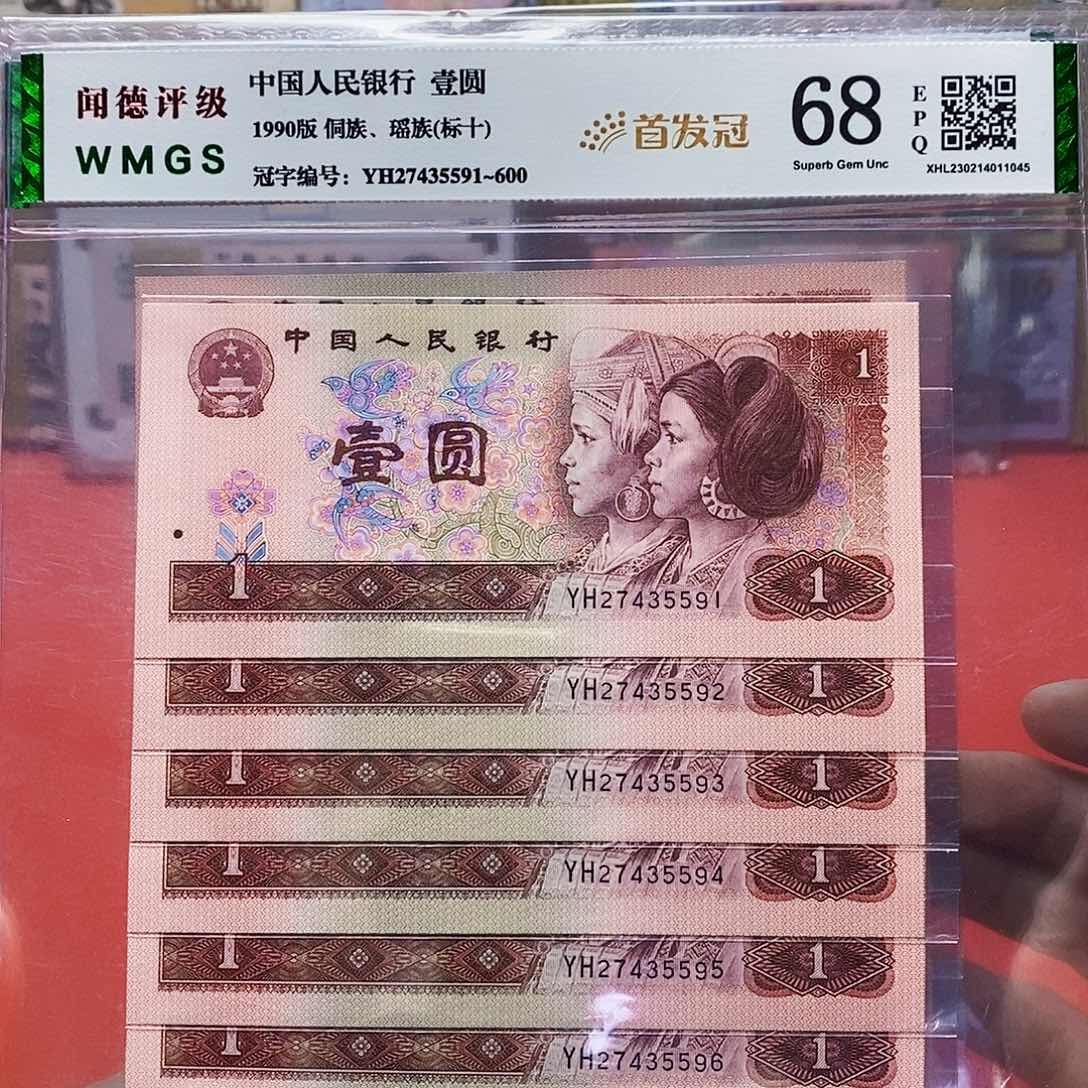 闻德评级
WMGS
中国人民银行 壹圆
1990版 侗族、瑶族(标十)
冠字编号：YH27435591~600
首发冠
68
Superb Gem Unc
EPQ
XHL230214011045
中国人民银行
1
壹圆
1
YH27435591
1
1
YH27435592
1
1
YH27435593
1
1
YH27435594
1
1
YH27435595
1
1
YH27435596
1